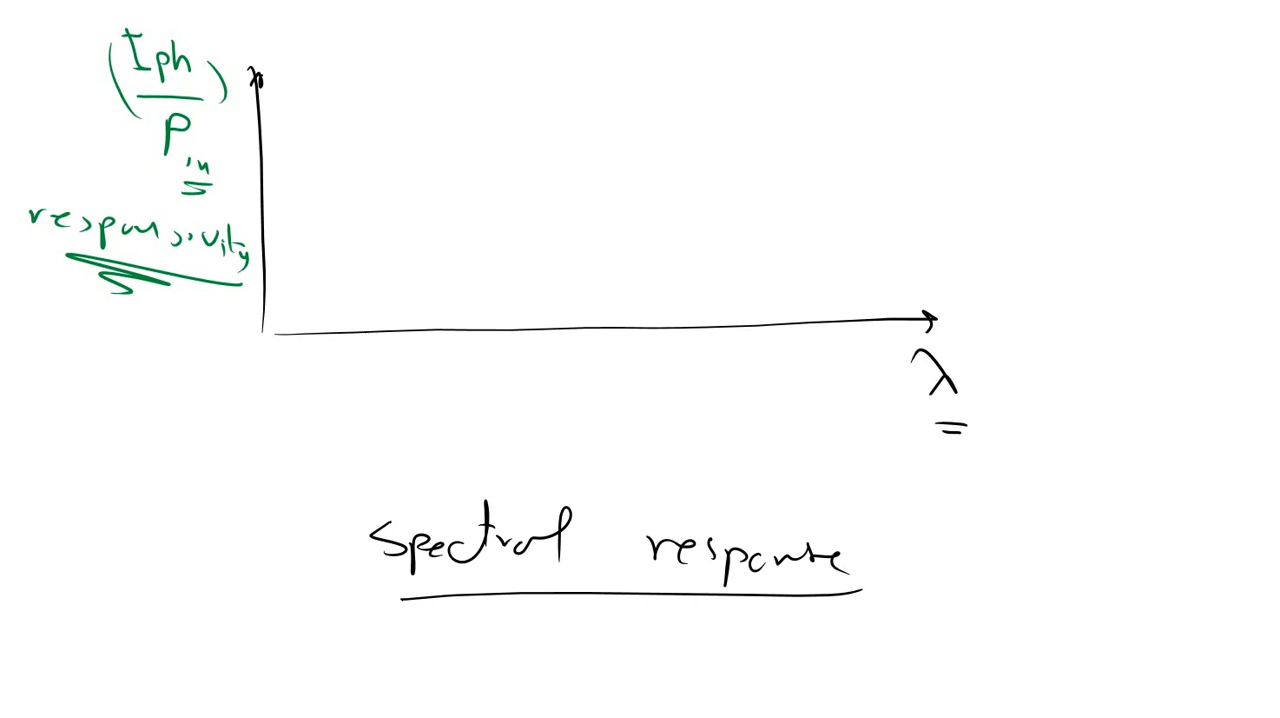 (Iph
/
Pin)
responsivity
λ
spectral response